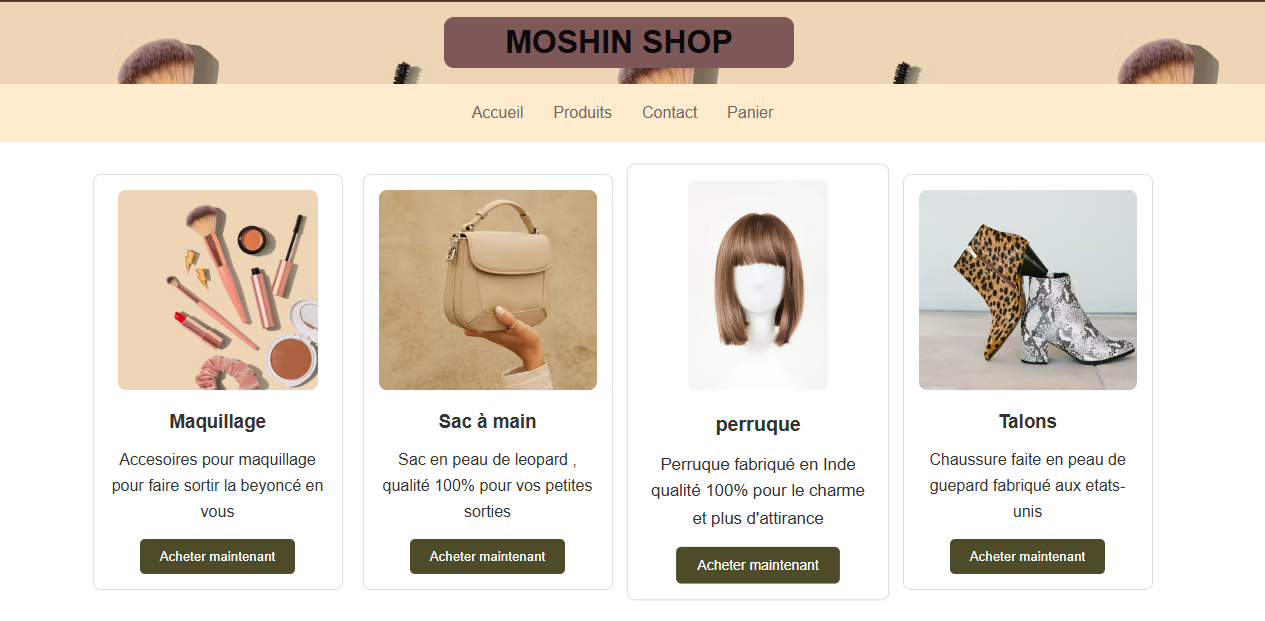 MOSHIN SHOP
Accueil Produits Contact Panier
Maquillage
Accesoires pour maquillage
pour faire sortir la beyoncé en
vous
Acheter maintenant
Sac à main
Sac en peau de leopard ,
qualité 100% pour vos petites
sorties
Acheter maintenant
perruque
Perruque fabriqué en Inde
qualité 100% pour le charme
et plus d'attirance
Acheter maintenant
Talons
Chaussure faite en peau de
guepard fabriqué aux etats-
unis
Acheter maintenant